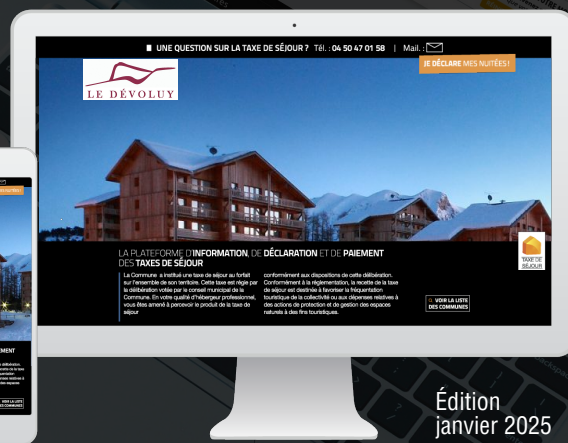 UNE QUESTION SUR LA TAXE DE SÉJOUR ? Tél. : 04 50 47 01 58 | Mail. :
JE DÉCLARE MES NUITÉES !
LE DÉVOLUY
LA PLATEFORME D'INFORMATION, DE DÉCLARATION ET DE PAIEMENT
DES TAXES DE SÉJOUR
La Commune a institué une taxe de séjour au forfait
sur l'ensemble de son territoire. Cette taxe est régie par
la délibération votée par le conseil municipal de la
Commune. En votre qualité d'hébergeur professionnel,
vous êtes amené à percevoir le produit de la taxe de
séjour
conformément aux dispositions de cette délibération.
Conformément à la réglementation, la recette de la taxe
de séjour est destinée à favoriser la fréquentation
touristique de la collectivité ou aux dépenses relatives à
des actions de protection et de gestion des espaces
naturels à des fins touristiques.
TAXE DE
SÉJOUR
VOIR LA LISTE
DES COMMUNES
Édition
janvier 2025